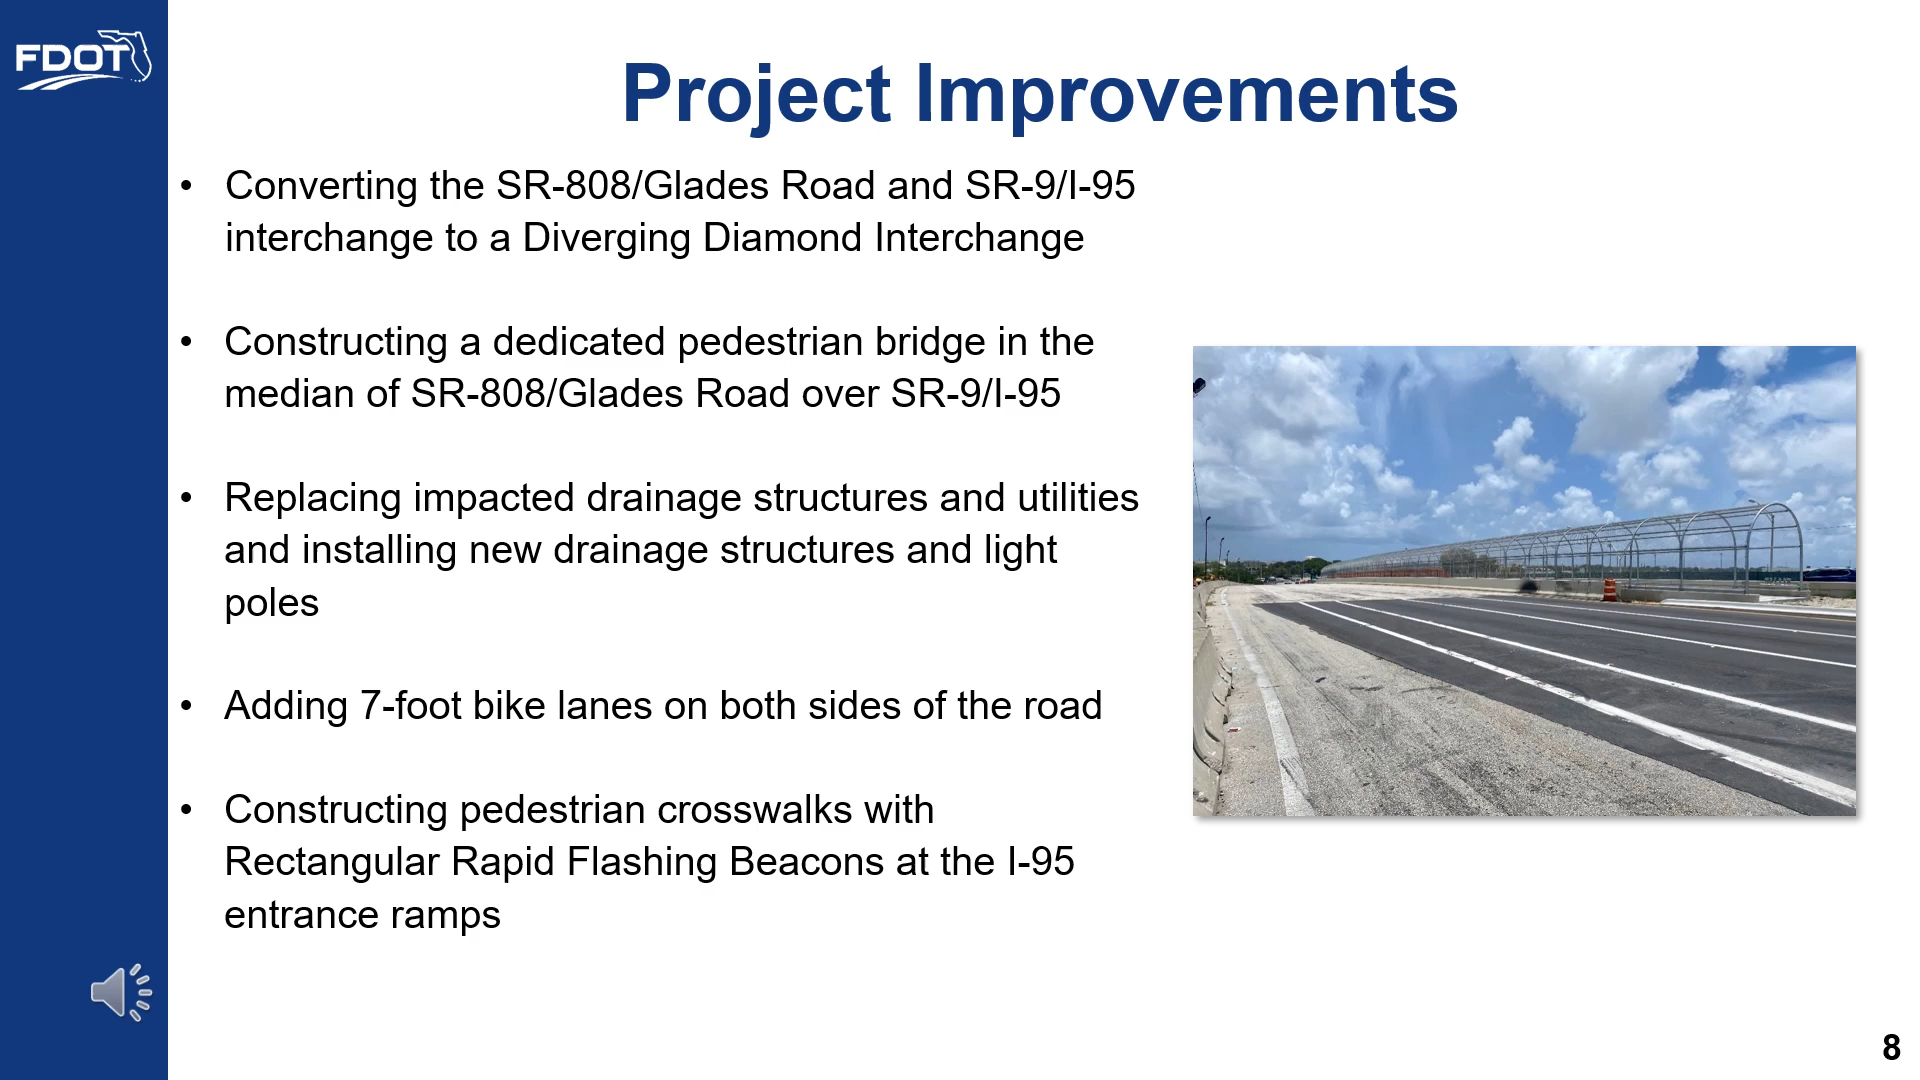 FDOT
Project Improvements
• Converting the SR-808/Glades Road and SR-9/I-95
interchange to a Diverging Diamond Interchange
• Constructing a dedicated pedestrian bridge in the
median of SR-808/Glades Road over SR-9/I-95
• Replacing impacted drainage structures and utilities
and installing new drainage structures and light
poles
• Adding 7-foot bike lanes on both sides of the road
• Constructing pedestrian crosswalks with
Rectangular Rapid Flashing Beacons at the I-95
entrance ramps
8